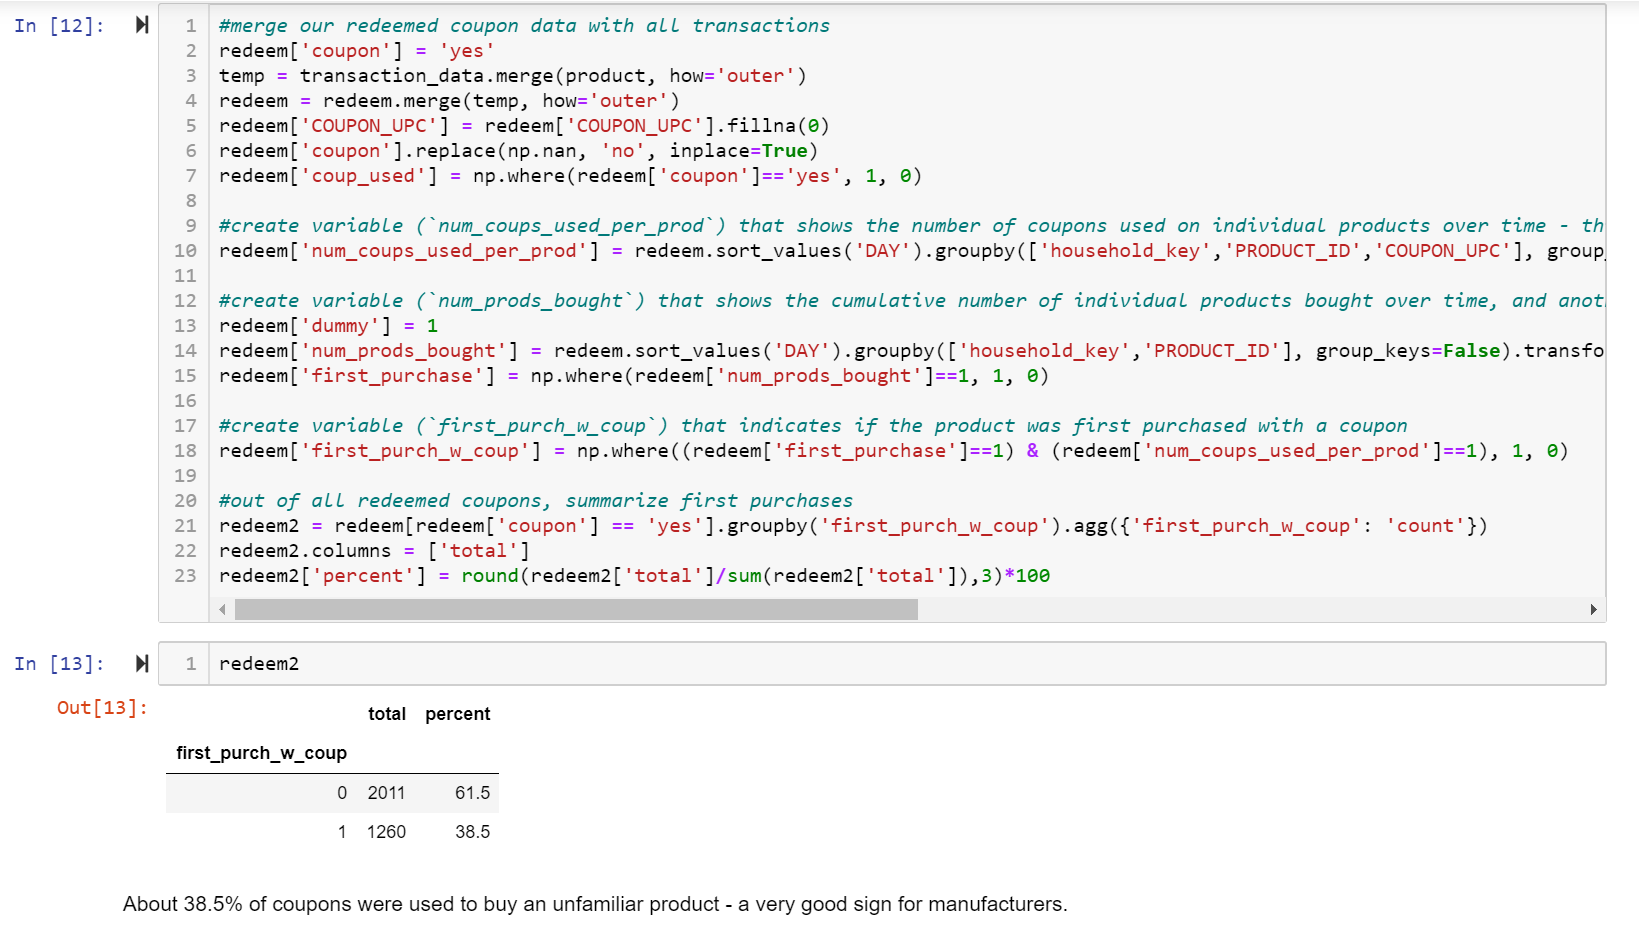 In [12]:
1 #merge our redeemed coupon data with all transactions
2 redeem['coupon'] = 'yes'
3 temp = transaction_data.merge(product, how='outer')
4 redeem = redeem.merge(temp, how='outer')
5 redeem['COUPON_UPC'] = redeem['COUPON_UPC'].fillna(0)
6 redeem['coupon'].replace(np.nan, 'no', inplace=True)
7 redeem['coup_used'] = np.where(redeem['coupon']=='yes', 1, 0)
8
9 #create variable (`num_coups_used_per_prod`) that shows the number of coupons used on individual products over time - th
10 redeem['num_coups_used_per_prod'] = redeem.sort_values('DAY').groupby(['household_key','PRODUCT_ID','COUPON_UPC'], group
11
12 #create variable (`num_prods_bought`) that shows the cumulative number of individual products bought over time, and anot
13 redeem['dummy'] = 1
14 redeem['num_prods_bought'] = redeem.sort_values('DAY').groupby(['household_key','PRODUCT_ID'], group_keys=False).transfo
15 redeem['first_purchase'] = np.where(redeem['num_prods_bought']==1, 1, 0)
16
17 #create variable (`first_purch_w_coup`) that indicates if the product was first purchased with a coupon
18 redeem['first_purch_w_coup'] = np.where((redeem['first_purchase']==1) & (redeem['num_coups_used_per_prod']==1), 1, 0)
19
20 #out of all redeemed coupons, summarize first purchases
21 redeem2 = redeem[redeem['coupon'] == 'yes'].groupby('first_purch_w_coup').agg({'first_purch_w_coup': 'count'})
22 redeem2.columns = ['total']
23 redeem2['percent'] = round(redeem2['total']/sum(redeem2['total']),3)*100
In [13]:
1 redeem2
Out[13]:
total percent
first_purch_w_coup
0 2011 61.5
1 1260 38.5
About 38.5% of coupons were used to buy an unfamiliar product - a very good sign for manufacturers.